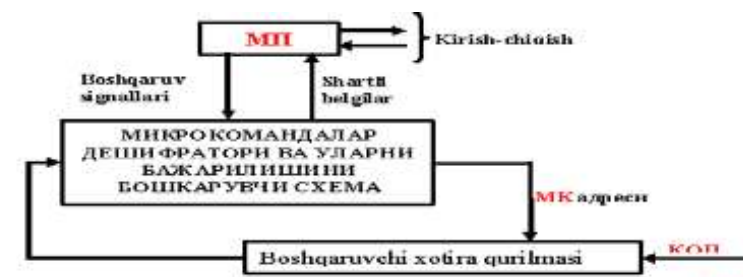 МП
Kirish-chiqish
Boshqaruv
signallari
Shartli
belgilar
МИКРОКОМАНДАЛАР
ДЕШИФРАТОРИ ВА УЛАРНИ
БАЖАРИЛИШИНИ
БОШКАРУВЧИ СХЕМА
МК адреси
КОП
Boshqaruvchi xotira qurilmasi